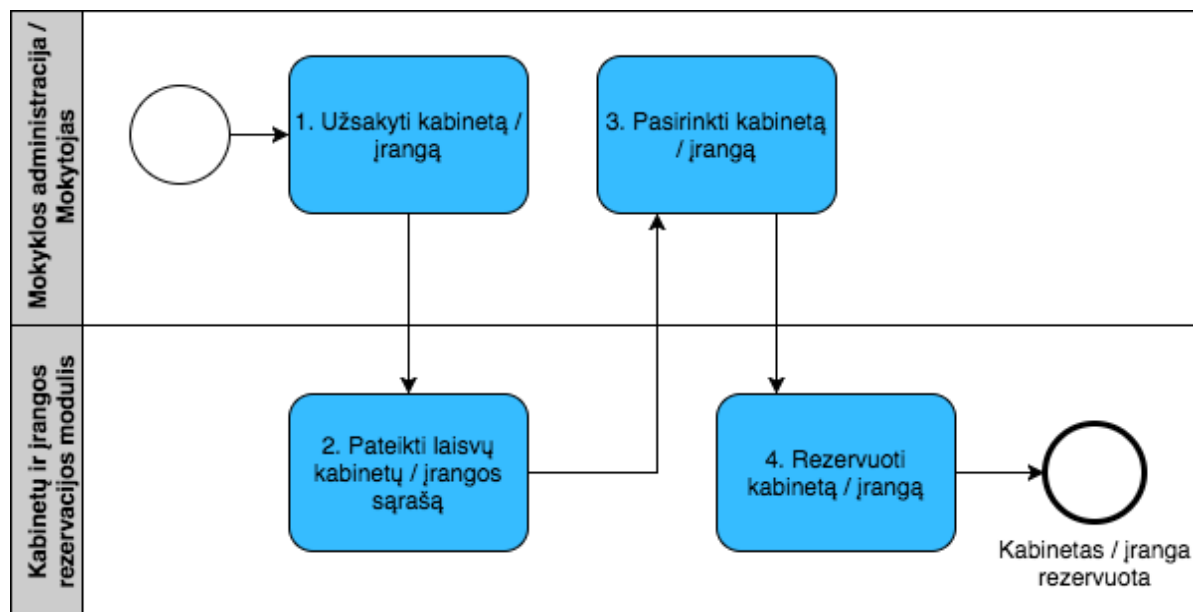 Mokyklos administracija /
Mokytojas
1. Užsakyti kabinetą /
įrangą
3. Pasirinkti kabinetą
/ įrangą
Kabinetų ir įrangos
rezervacijos modulis
2. Pateikti laisvų
kabinetų / įrangos
sąrašą
4. Rezervuoti
kabinetą / įrangą
Kabinetas / įranga
rezervuota